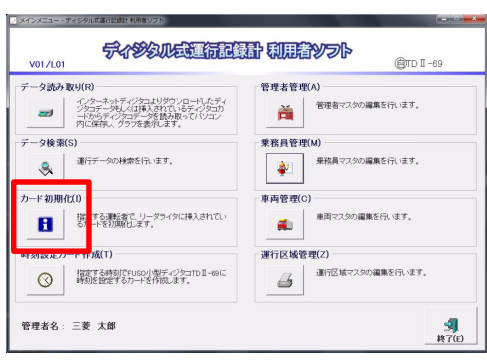 メインメニュー - ディジタル式運行記録計 利用者ソフト
ディジタル式運行記録計 利用者ソフト
V01/L01
自TDⅡ-69
データ読み取り(R)
インターネットディジタコよりダウンロードしたディ
ジタコデータもしくは挿入されているディジタコカ
ードからディジタコデータを読み取ってパソコン
内に保存し、グラフを表示します。
管理者管理(A)
管理者マスタの編集を行います。
データ検索(S)
運行データの検索を行います。
乗務員管理(M)
乗務員マスタの編集を行います。
カード初期化(I)
指定する運転者で、リーダライタに挿入されてい
るカードを初期化します。
車両管理(C)
車両マスタの編集を行います。
時刻設定カード作成(T)
指定する時刻でFUSO小型ディジタコTDⅡ-69に
時刻を設定するカードを作成します。
運行区域管理(Z)
運行区域マスタの編集を行います。
管理者名: 三菱 太郎
終了(E)